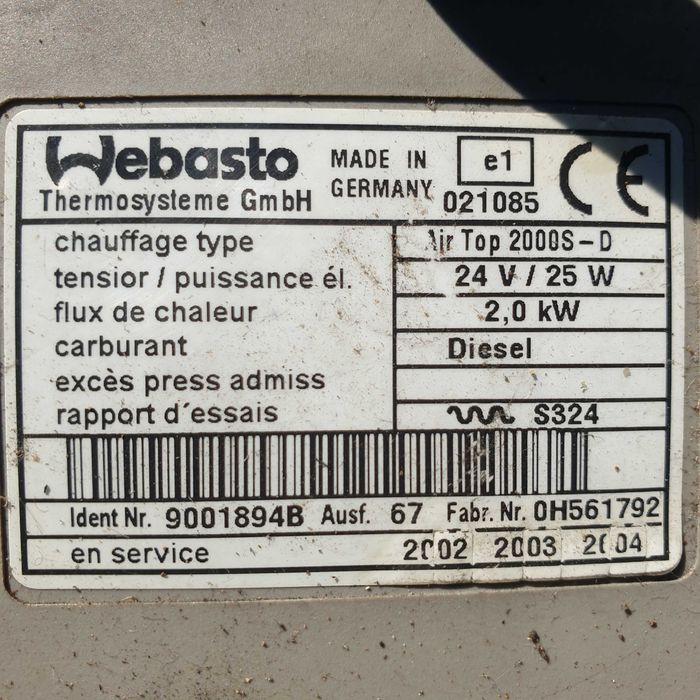 Webasto
Thermosysteme GmbH
MADE IN
GERMANY
e1
021085
CE
chauffage type Air Top 2000S-D
tensior / puissance él. 24 V / 25 W
flux de chaleur 2,0 kW
carburant Diesel
excès press admiss
rapport d´essais S324
Ident Nr. 9001894B Ausf. 67 Fabr. Nr. 0H561792
en service 2002 2003 2004